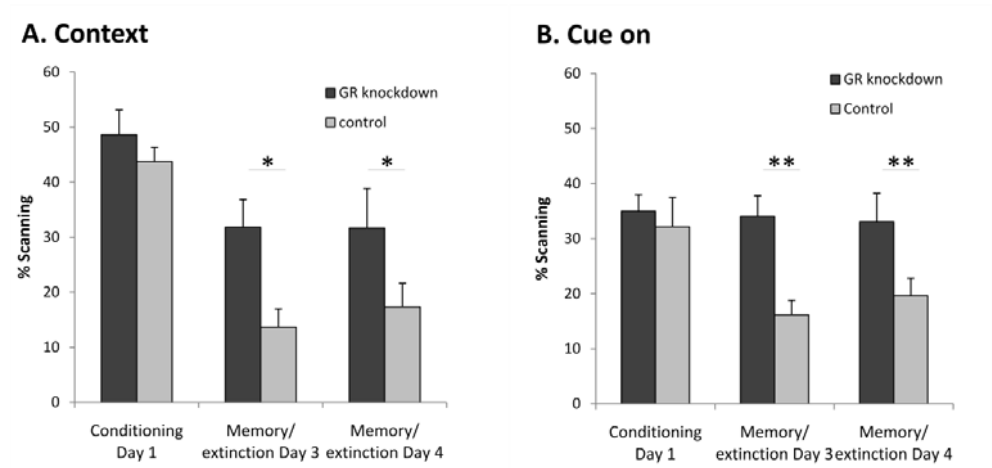 A. Context
60
50
40
30
20
10
0
% Scanning
GR knockdown
control
*
*
Conditioning
Day 1
Memory/
extinction Day 3
Memory/
extinction Day 4
B. Cue on
60
50
40
30
20
10
0
% Scanning
GR knockdown
Control
**
**
Conditioning
Day 1
Memory/
extinction Day 3
Memory/
extinction Day 4